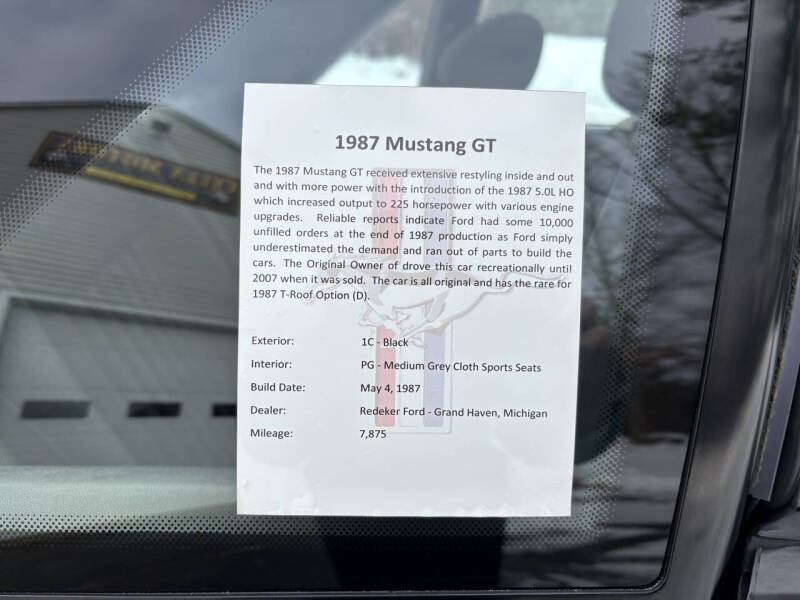 1987 Mustang GT
The 1987 Mustang GT received extensive restyling inside and out
and with more power with the introduction of the 1987 5.0L HO
which increased output to 225 horsepower with various engine
upgrades. Reliable reports indicate Ford had some 10,000
unfilled orders at the end of 1987 production as Ford simply
underestimated the demand and ran out of parts to build the
cars. The Original Owner of drove this car recreationally until
2007 when it was sold. The car is all original and has the rare for
1987 T-Roof Option (D).
Exterior: 1C - Black
Interior: PG - Medium Grey Cloth Sports Seats
Build Date: May 4, 1987
Dealer: Redeker Ford - Grand Haven, Michigan
Mileage: 7,875